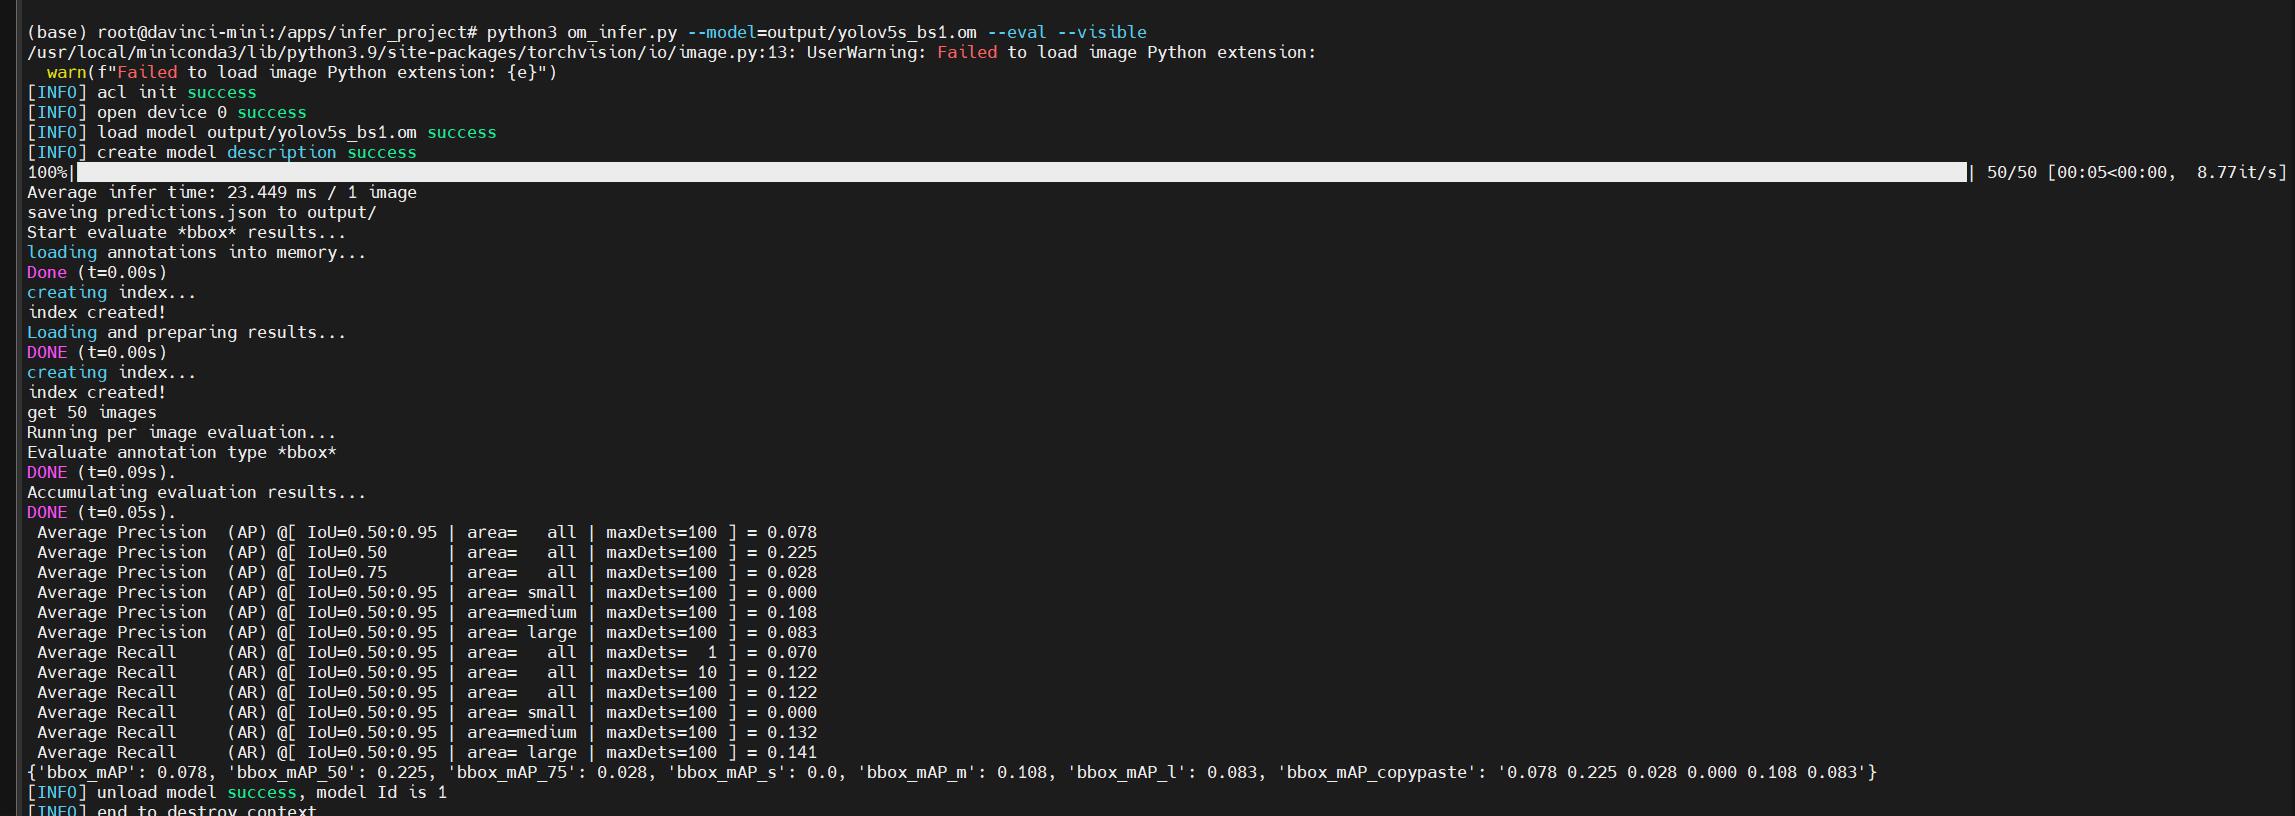 (base) root@davinci-mini:/apps/infer_project# python3 om_infer.py --model=output/yolov5s_bs1.om --eval --visible
/usr/local/miniconda3/lib/python3.9/site-packages/torchvision/io/image.py:13: UserWarning: Failed to load image Python extension:
  warn(f"Failed to load image Python extension: {e}")
[INFO] acl init success
[INFO] open device 0 success
[INFO] load model output/yolov5s_bs1.om success
[INFO] create model description success
100%| | 50/50 [00:05<00:00,  8.77it/s]
Average infer time: 23.449 ms / 1 image
saveing predictions.json to output/
Start evaluate *bbox* results...
loading annotations into memory...
Done (t=0.00s)
creating index...
index created!
Loading and preparing results...
DONE (t=0.00s)
creating index...
index created!
get 50 images
Running per image evaluation...
Evaluate annotation type *bbox*
DONE (t=0.09s).
Accumulating evaluation results...
DONE (t=0.05s).
 Average Precision  (AP) @[ IoU=0.50:0.95 | area=   all | maxDets=100 ] = 0.078
 Average Precision  (AP) @[ IoU=0.50      | area=   all | maxDets=100 ] = 0.225
 Average Precision  (AP) @[ IoU=0.75      | area=   all | maxDets=100 ] = 0.028
 Average Precision  (AP) @[ IoU=0.50:0.95 | area= small | maxDets=100 ] = 0.000
 Average Precision  (AP) @[ IoU=0.50:0.95 | area=medium | maxDets=100 ] = 0.108
 Average Precision  (AP) @[ IoU=0.50:0.95 | area= large | maxDets=100 ] = 0.083
 Average Recall     (AR) @[ IoU=0.50:0.95 | area=   all | maxDets=  1 ] = 0.070
 Average Recall     (AR) @[ IoU=0.50:0.95 | area=   all | maxDets= 10 ] = 0.122
 Average Recall     (AR) @[ IoU=0.50:0.95 | area=   all | maxDets=100 ] = 0.122
 Average Recall     (AR) @[ IoU=0.50:0.95 | area= small | maxDets=100 ] = 0.000
 Average Recall     (AR) @[ IoU=0.50:0.95 | area=medium | maxDets=100 ] = 0.132
 Average Recall     (AR) @[ IoU=0.50:0.95 | area= large | maxDets=100 ] = 0.141
{'bbox_mAP': 0.078, 'bbox_mAP_50': 0.225, 'bbox_mAP_75': 0.028, 'bbox_mAP_s': 0.0, 'bbox_mAP_m': 0.108, 'bbox_mAP_l': 0.083, 'bbox_mAP_copypaste': '0.078 0.225 0.028 0.000 0.108 0.083'}
[INFO] unload model success, model Id is 1
[INFO] end to destroy context